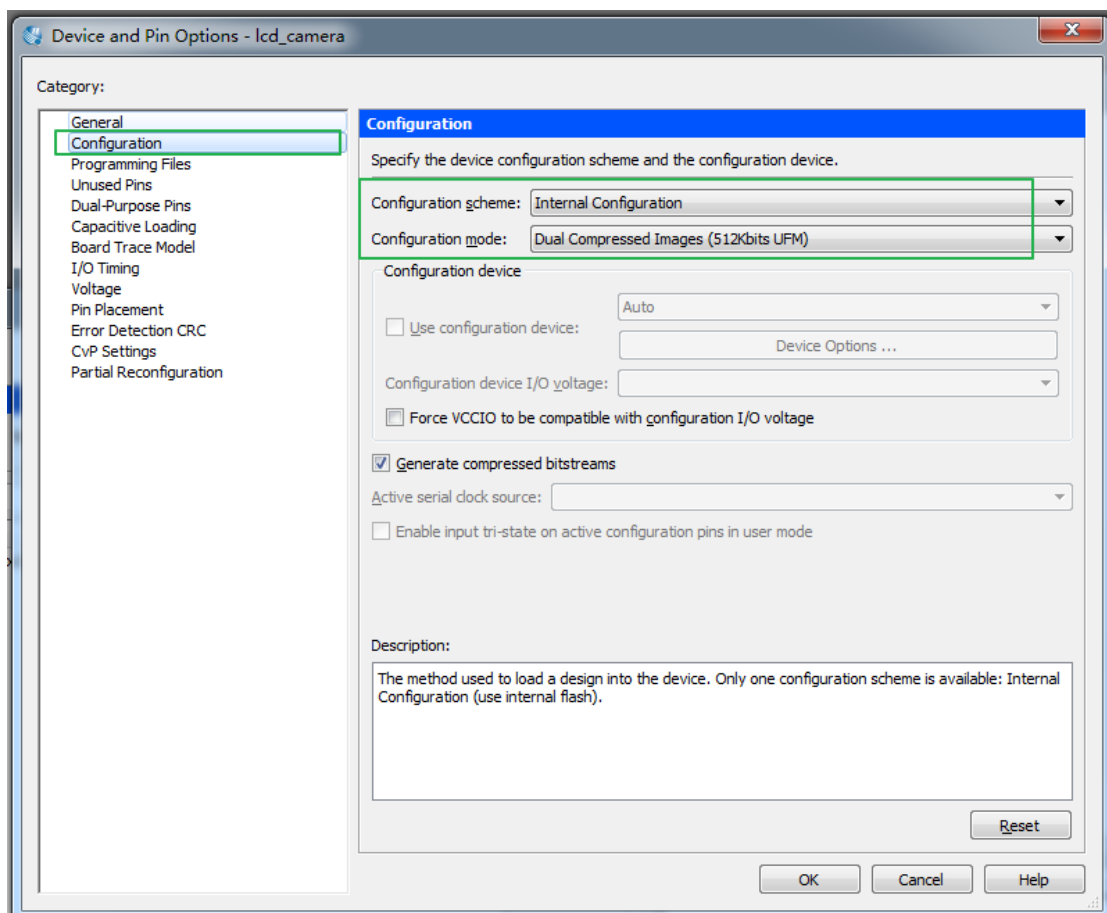 Device and Pin Options - lcd_camera
Category:
General
Configuration
Programming Files
Unused Pins
Dual-Purpose Pins
Capacitive Loading
Board Trace Model
I/O Timing
Voltage
Pin Placement
Error Detection CRC
CvP Settings
Partial Reconfiguration
Configuration
Specify the device configuration scheme and the configuration device.
Configuration scheme: Internal Configuration
Configuration mode: Dual Compressed Images (512Kbits UFM)
Configuration device
Auto
Use configuration device:
Device Options ...
Configuration device I/O voltage:
Force VCCIO to be compatible with configuration I/O voltage
Generate compressed bitstreams
Active serial clock source:
Enable input tri-state on active configuration pins in user mode
Description:
The method used to load a design into the device. Only one configuration scheme is available: Internal
Configuration (use internal flash).
Reset
OK Cancel Help